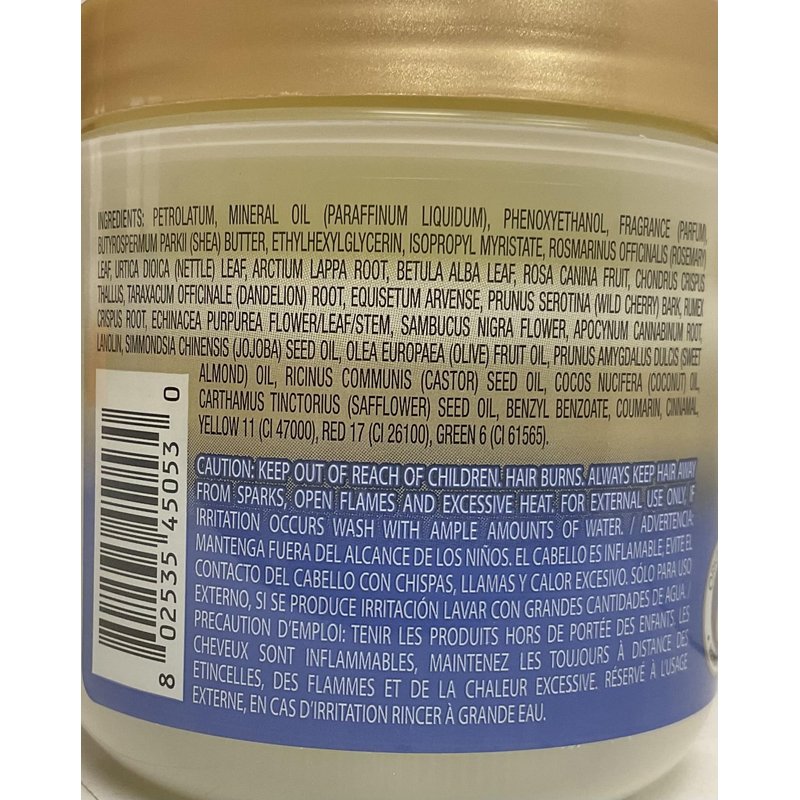 INGREDIENTS: PETROLATUM, MINERAL OIL (PARAFFINUM LIQUIDUM), PHENOXYETHANOL, FRAGRANCE (PARFUM),
BUTYROSPERMUM PARKII (SHEA) BUTTER, ETHYLHEXYLGLYCERIN, ISOPROPYL MYRISTATE, ROSMARINUS OFFICINALIS (ROSEMARY)
LEAF, URTICA DIOICA (NETTLE) LEAF, ARCTIUM LAPPA ROOT, BETULA ALBA LEAF, ROSA CANINA FRUIT, CHONDRUS CRISPUS
THALLUS, TARAXACUM OFFICINALE (DANDELION) ROOT, EQUISETUM ARVENSE, PRUNUS SEROTINA (WILD CHERRY) BARK, RUMEX
CRISPUS ROOT, ECHINACEA PURPUREA FLOWER/LEAF/STEM, SAMBUCUS NIGRA FLOWER, APOCYNUM CANNABINUM ROOT,
LANOLIN, SIMMONDSIA CHINENSIS (JOJOBA) SEED OIL, OLEA EUROPAEA (OLIVE) FRUIT OIL, PRUNUS AMYGDALUS DULCIS (SWEET
ALMOND) OIL, RICINUS COMMUNIS (CASTOR) SEED OIL, COCOS NUCIFERA (COCONUT) OIL,
CARTHAMUS TINCTORIUS (SAFFLOWER) SEED OIL, BENZYL BENZOATE, COUMARIN, CINNAMAL,
YELLOW 11 (CI 47000), RED 17 (CI 26100), GREEN 6 (CI 61565).
CAUTION: KEEP OUT OF REACH OF CHILDREN. HAIR BURNS. ALWAYS KEEP HAIR AWAY
FROM SPARKS, OPEN FLAMES AND EXCESSIVE HEAT. FOR EXTERNAL USE ONLY, IF
IRRITATION OCCURS WASH WITH AMPLE AMOUNTS OF WATER. / ADVERTENCIA:
MANTENGA FUERA DEL ALCANCE DE LOS NIÑOS. EL CABELLO ES INFLAMABLE, EVITE EL
CONTACTO DEL CABELLO CON CHISPAS, LLAMAS Y CALOR EXCESIVO. SÓLO PARA USO
EXTERNO, SI SE PRODUCE IRRITACIÓN LAVAR CON GRANDES CANTIDADES DE AGUA. /
PRECAUTION D'EMPLOI: TENIR LES PRODUITS HORS DE PORTÉE DES ENFANTS, LES
CHEVEUX SONT INFLAMMABLES, MAINTENEZ LES TOUJOURS À DISTANCE DES
ETINCELLES, DES FLAMMES ET DE LA CHALEUR EXCESSIVE. RÉSERVÉ À L'USAGE
EXTERNE, EN CAS D'IRRITATION RINCER À GRANDE EAU.
8 02535 45053 0